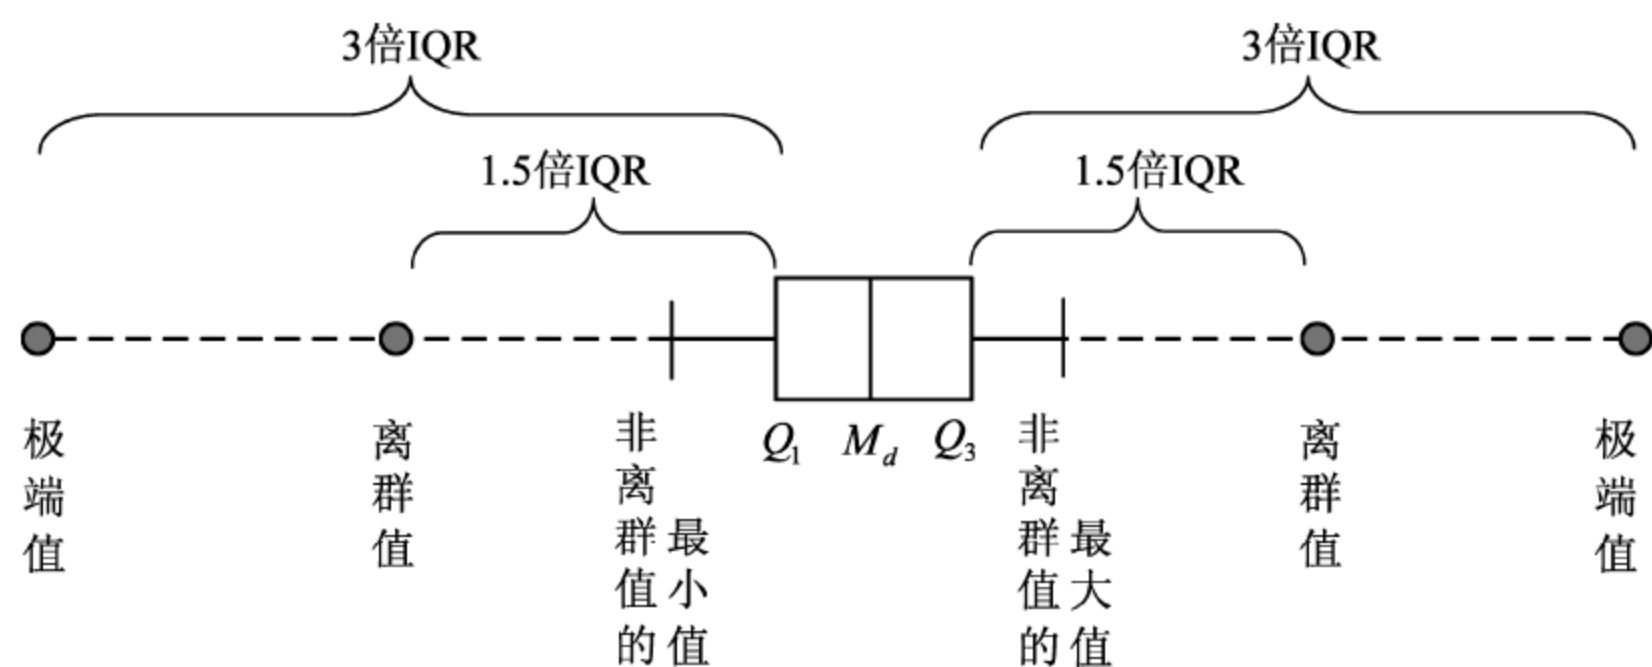 3倍IQR
3倍IQR
1.5倍IQR
1.5倍IQR
极端值
离群值
非离群值的
最小值
Q₁
M_d
Q₃
非离群值的
最大值
离群值
极端值